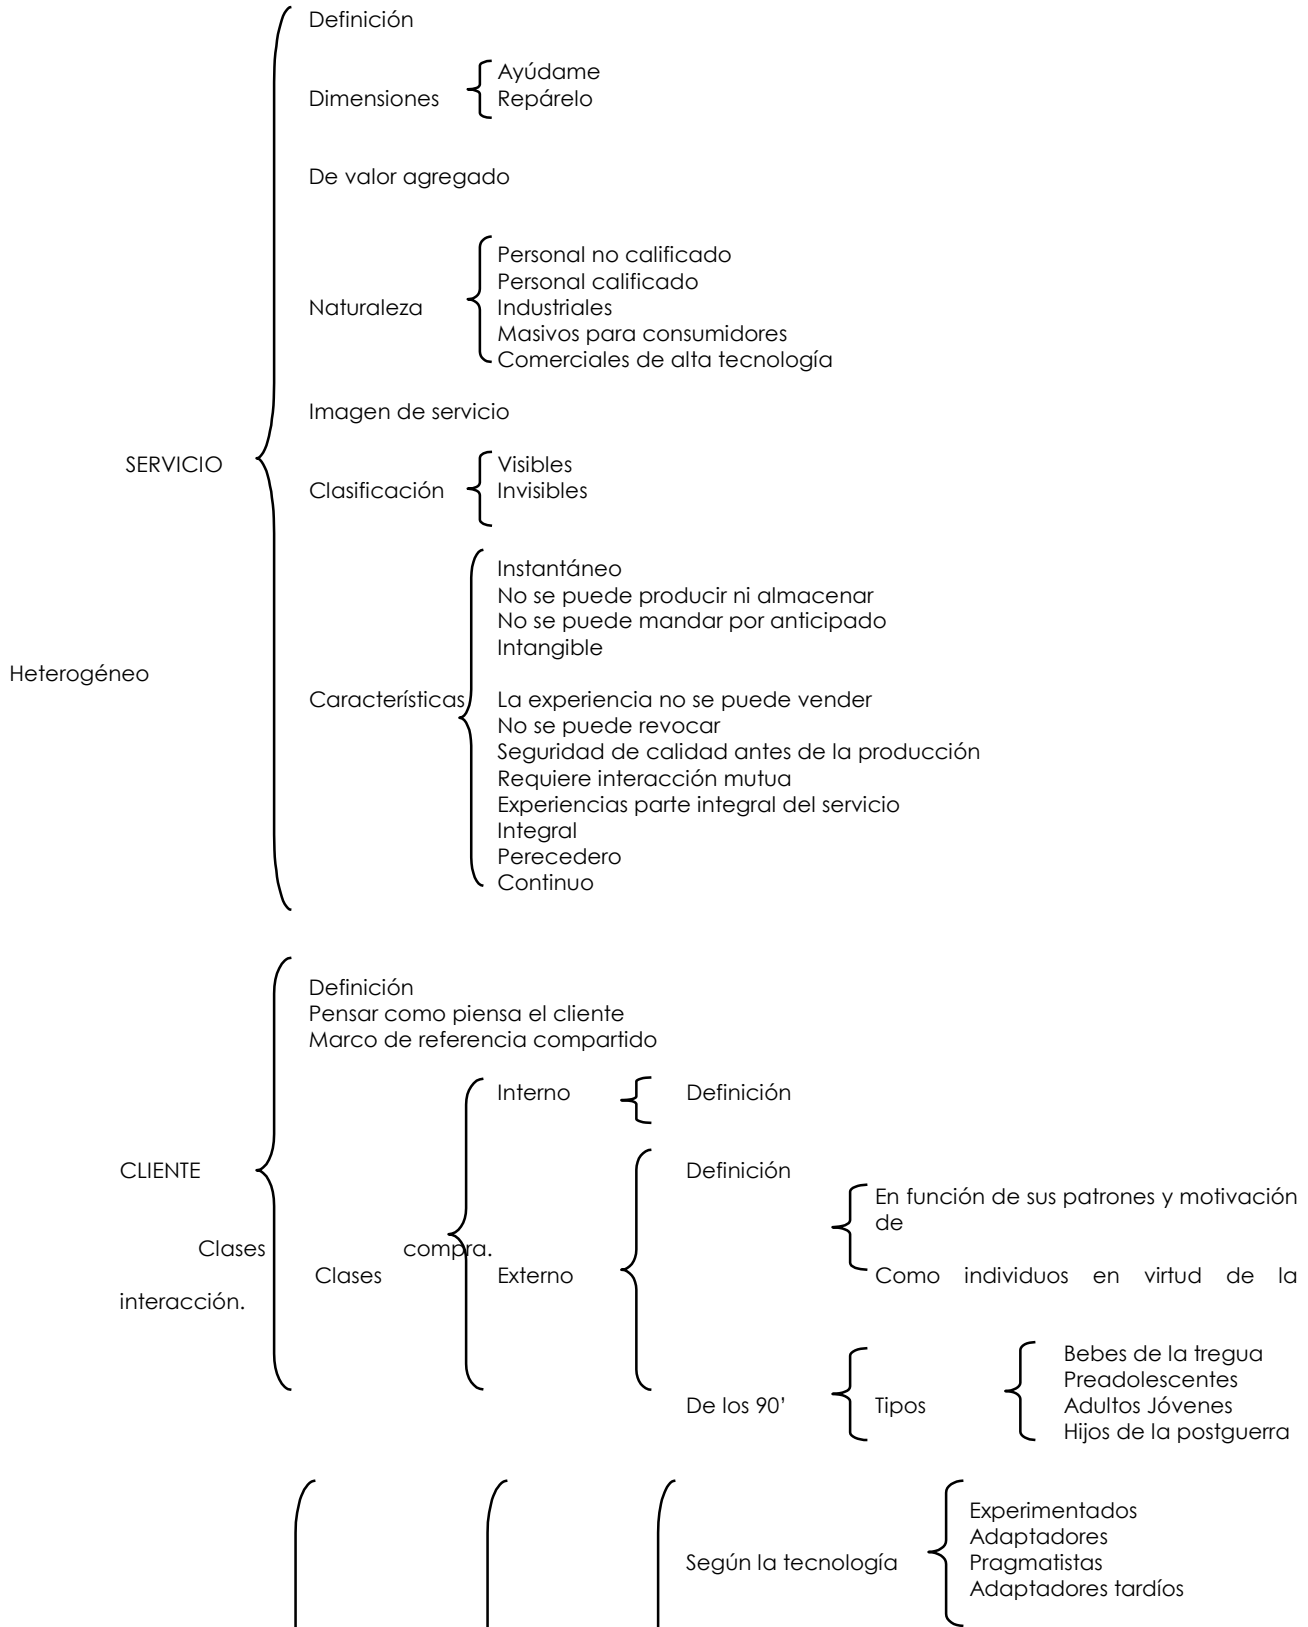 Definición
Ayúdame
Dimensiones
Repárelo
De valor agregado
Personal no calificado
Personal calificado
Naturaleza
Industriales
Masivos para consumidores
Comerciales de alta tecnología
Imagen de servicio
SERVICIO
Visibles
Clasificación
Invisibles
Instantáneo
No se puede producir ni almacenar
No se puede mandar por anticipado
Intangible
Heterogéneo
Características
La experiencia no se puede vender
No se puede revocar
Seguridad de calidad antes de la producción
Requiere interacción mutua
Experiencias parte integral del servicio
Integral
Perecedero
Continuo
Definición
Pensar como piensa el cliente
Marco de referencia compartido
Interno
Definición
CLIENTE
Definición
En función de sus patrones y motivación
de
Clases
compra.
Clases
Externo
Como individuos en virtud de la
interacción.
Bebes de la tregua
Preadolescentes
De los 90’
Tipos
Adultos Jóvenes
Hijos de la postguerra
Experimentados
Adaptadores
Según la tecnología
Pragmatistas
Adaptadores tardíos